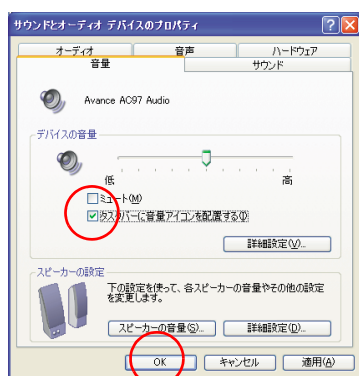 サウンドとオーディオ デバイスのプロパティ
オーディオ 音声 ハードウェア
音量 サウンド
Avance AC97 Audio
デバイスの音量
低 高
ミュート(M)
タスクバーに音量アイコンを配置する(I)
詳細設定(V)...
スピーカーの設定
下の設定を使って、各スピーカーの音量やその他の設定
を変更します。
スピーカーの音量(S)... 詳細設定(D)...
OK キャンセル 適用(A)